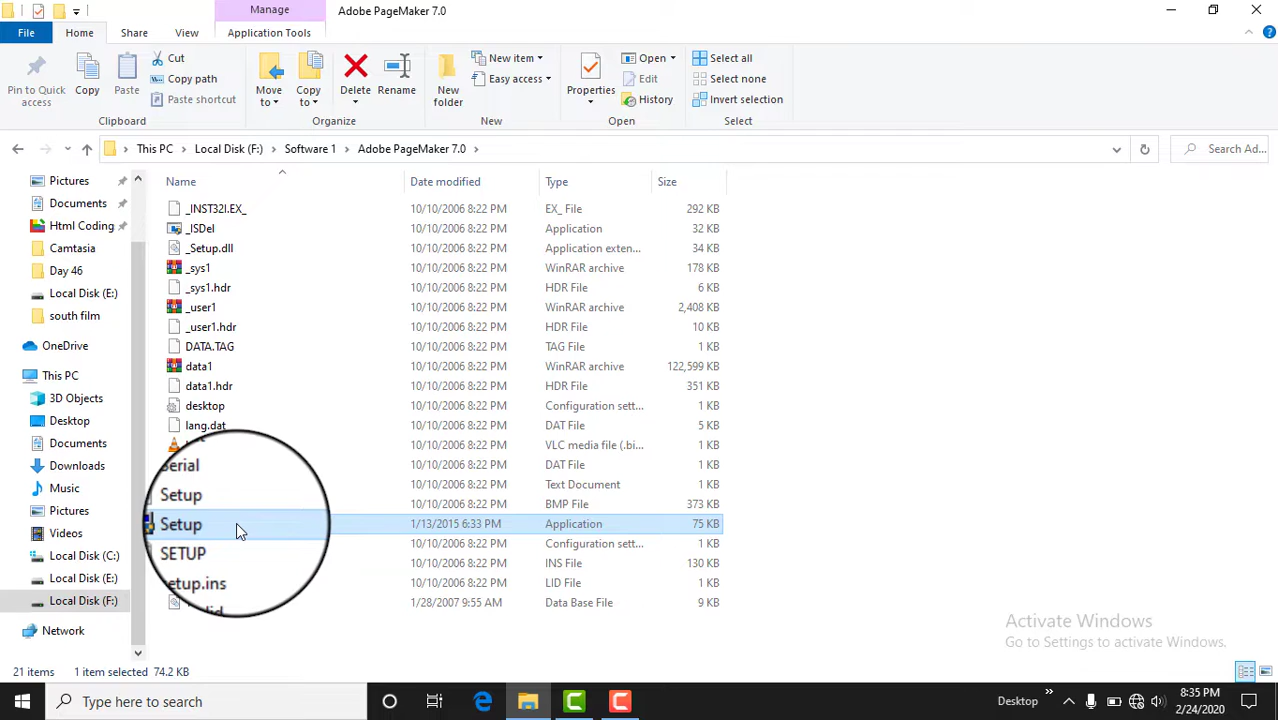 Manage
Adobe PageMaker 7.0
File
Home
Share
View
Application Tools
Pin to Quick access
Copy
Paste
Cut
Copy path
Paste shortcut
Clipboard
Move to
Copy to
Delete
Rename
Organize
New folder
New item
Easy access
New
Properties
Open
Edit
History
Open
Select all
Select none
Invert selection
Select
This PC > Local Disk (F:) > Software 1 > Adobe PageMaker 7.0 >
Search Ad...
Name Date modified Type Size
_INST32I.EX_ 10/10/2006 8:22 PM EX_ File 292 KB
_ISDel 10/10/2006 8:22 PM Application 32 KB
_Setup.dll 10/10/2006 8:22 PM Application exten... 34 KB
_sys1 10/10/2006 8:22 PM WinRAR archive 178 KB
_sys1.hdr 10/10/2006 8:22 PM HDR File 6 KB
_user1 10/10/2006 8:22 PM WinRAR archive 2,408 KB
_user1.hdr 10/10/2006 8:22 PM HDR File 10 KB
DATA.TAG 10/10/2006 8:22 PM TAG File 1 KB
data1 10/10/2006 8:22 PM WinRAR archive 122,599 KB
data1.hdr 10/10/2006 8:22 PM HDR File 351 KB
desktop 10/10/2006 8:22 PM Configuration sett... 1 KB
lang.dat 10/10/2006 8:22 PM DAT File 5 KB
10/10/2006 8:22 PM VLC media file (.bi... 1 KB
10/10/2006 8:22 PM DAT File 1 KB
Serial 10/10/2006 8:22 PM Text Document 1 KB
Setup 10/10/2006 8:22 PM BMP File 373 KB
Setup 1/13/2015 6:33 PM Application 75 KB
SETUP 10/10/2006 8:22 PM Configuration sett... 1 KB
setup.ins 10/10/2006 8:22 PM INS File 130 KB
10/10/2006 8:22 PM LID File 1 KB
1/28/2007 9:55 AM Data Base File 9 KB
Pictures
Documents
Html Coding
Camtasia
Day 46
Local Disk (E:)
south film
OneDrive
This PC
3D Objects
Desktop
Documents
Downloads
Music
Pictures
Videos
Local Disk (C:)
Local Disk (E:)
Local Disk (F:)
Network
Activate Windows
Go to Settings to activate Windows.
21 items 1 item selected 74.2 KB
Type here to search
Desktop
8:35 PM
2/24/2020